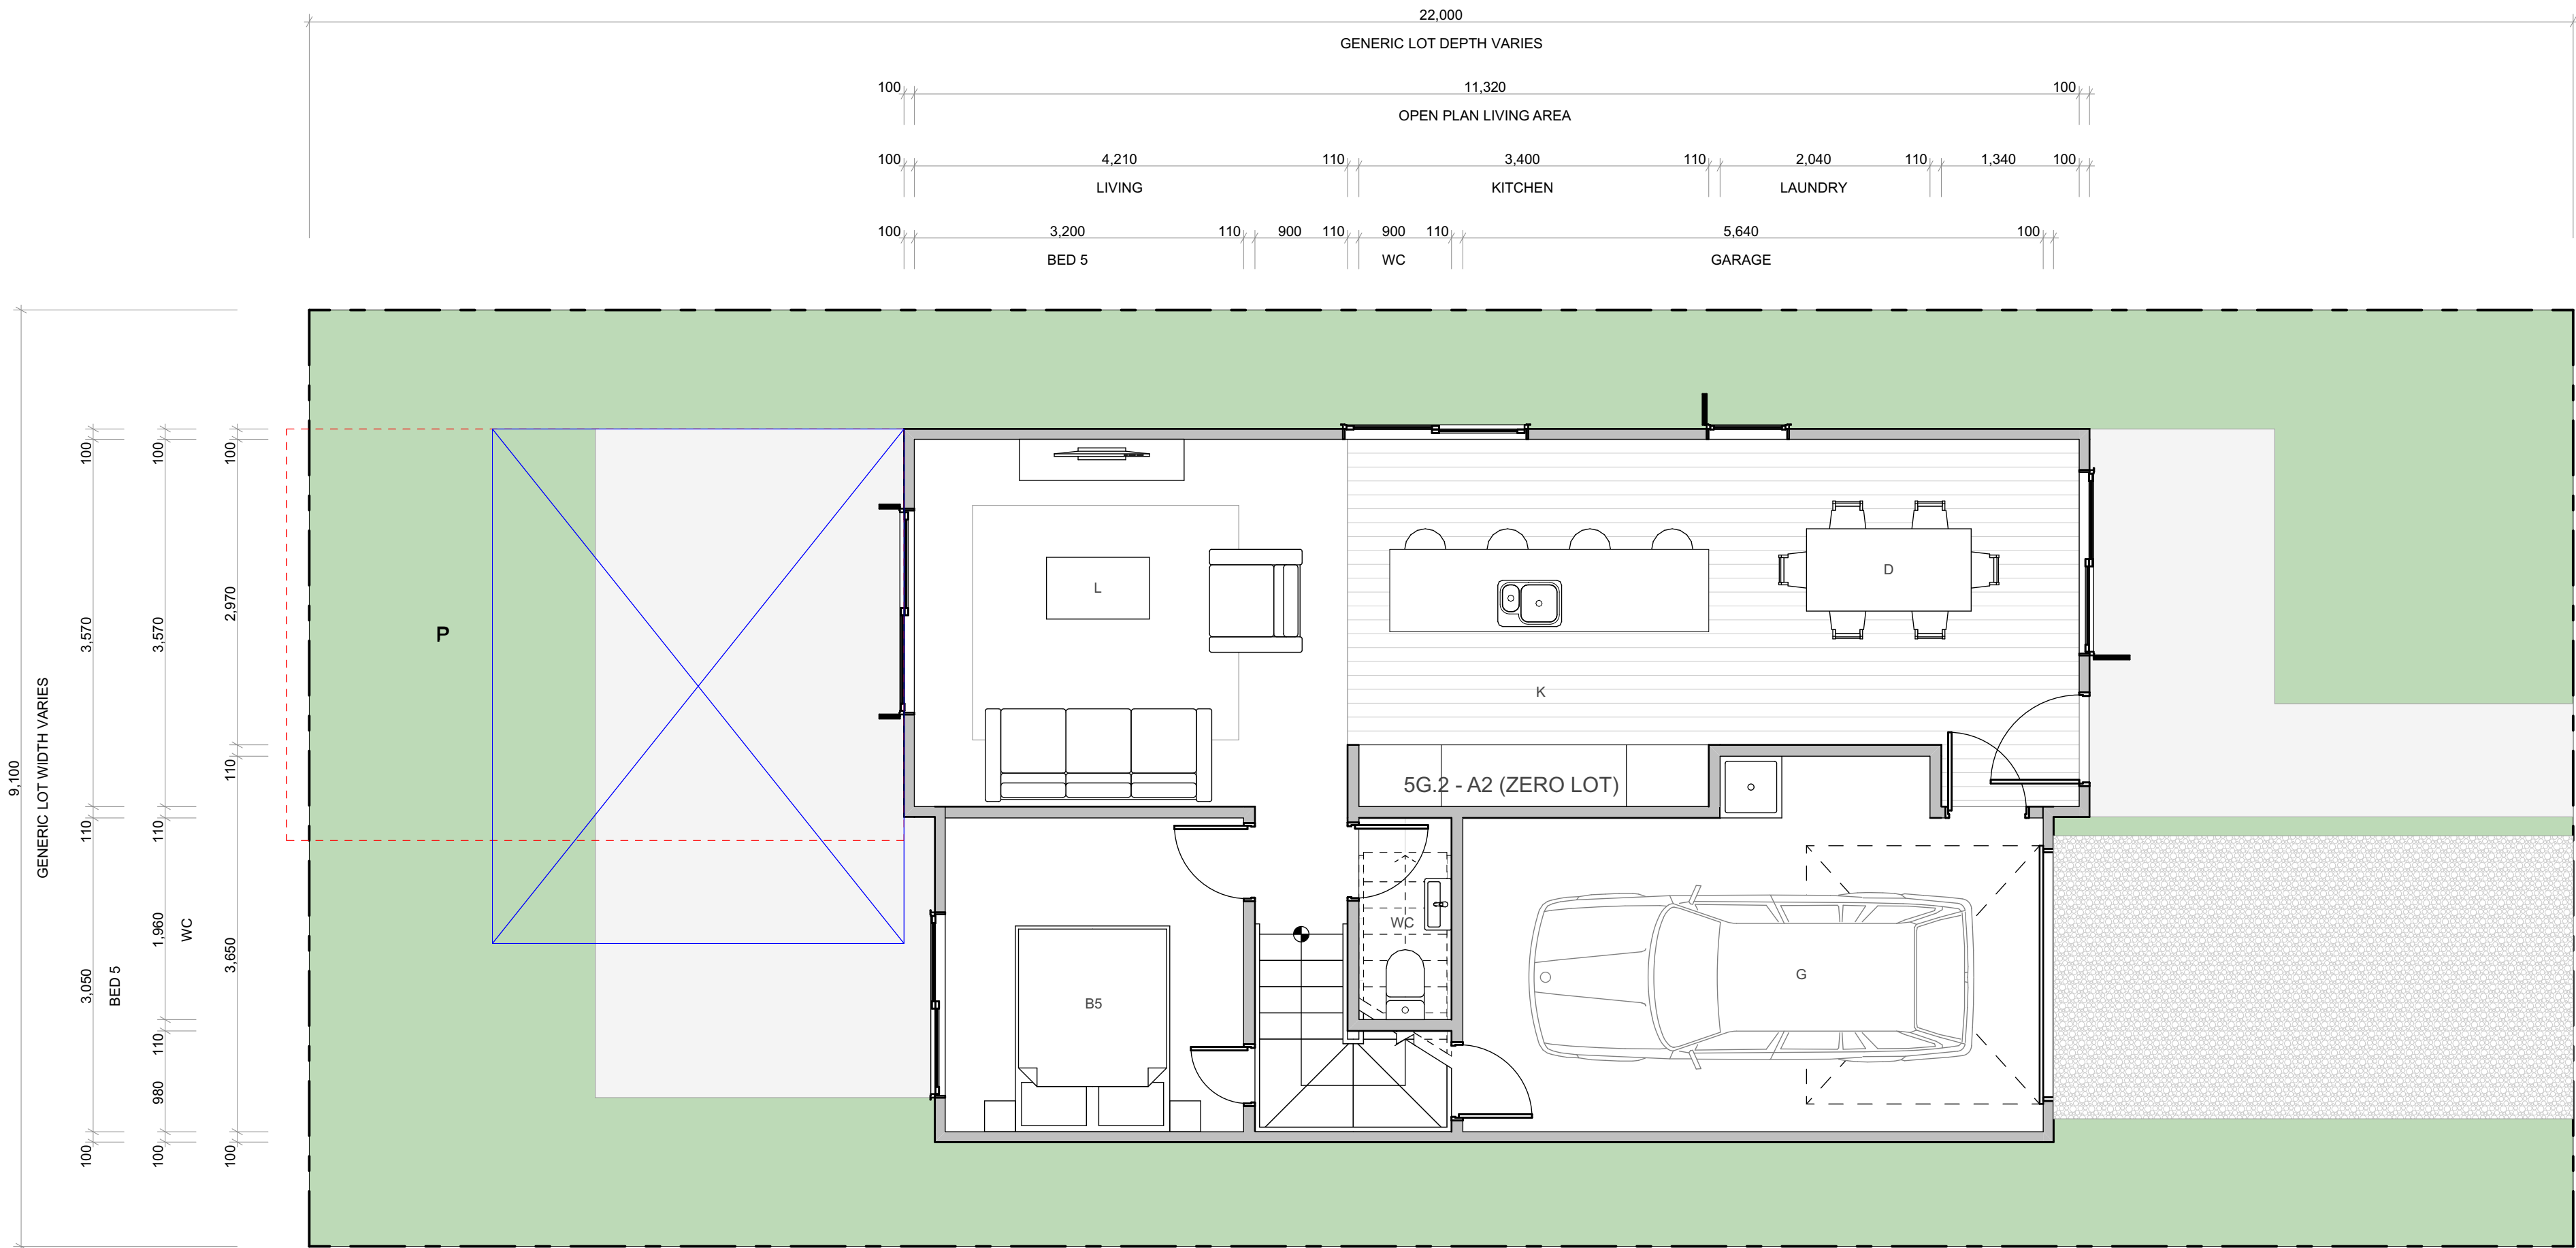 22,000
GENERIC LOT DEPTH VARIES
100 11,320 100
OPEN PLAN LIVING AREA
100 4,210 110 3,400 110 2,040 110 1,340 100
LIVING KITCHEN LAUNDRY
100 3,200 110 900 110 900 110 5,640 100
BED 5 WC GARAGE
9,100
GENERIC LOT WIDTH VARIES
100 3,570 110 3,050 100
BED 5
100 3,570 110 1,960 110 980 100
WC
100 2,970 110 3,650 100
P
L
D
K
5G.2 - A2 (ZERO LOT)
WC
B5
G